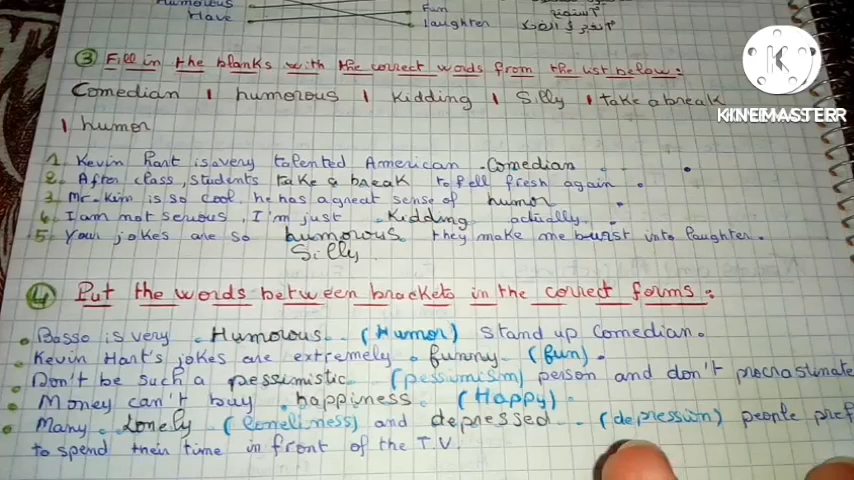 Humorous Fun
Have laughter
③ Fill in the blanks with the correct words from the list below:
Comedian | humorous | kidding | Silly | take a break
| humor
1. Kevin Hart is a very talented American .Comedian
2. After class, students take a break to fell fresh again.
3. Mr. Kim is so cool, he has a great sense of humor.
4. I am not serious, I'm just .Kidding actually.
5. Your jokes are so humorous they make me burst into laughter.
Silly
④ Put the words between brackets in the correct forms:
Basso is very .Humorous.. (Humor) stand up Comedian.
Kevin Hart's jokes are extremely . funny. (fun).
Don't be such a pessimistic. (pessimism) person and don't procrastinate
Money can't buy .happiness. (Happy).
Many .Lonely (loneliness) and depressed.. (depression) people pref
to spend their time in front of the T.V.
K
KINEMASTER